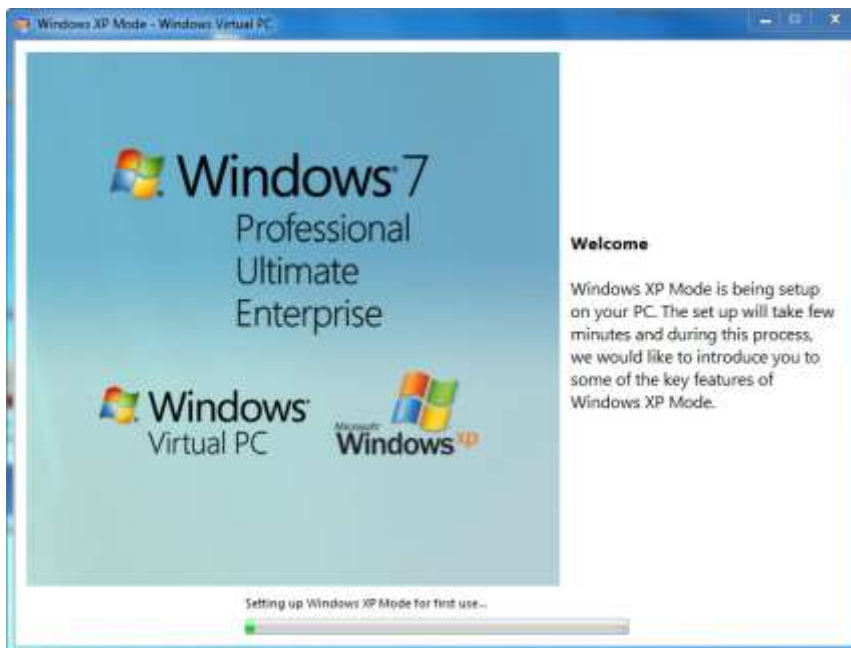 Windows XP Mode - Windows Virtual PC
Windows 7
Professional
Ultimate
Enterprise
Windows
Virtual PC
Microsoft
Windows xp
Welcome
Windows XP Mode is being setup
on your PC. The set up will take few
minutes and during this process,
we would like to introduce you to
some of the key features of
Windows XP Mode.
Setting up Windows XP Mode for first use...